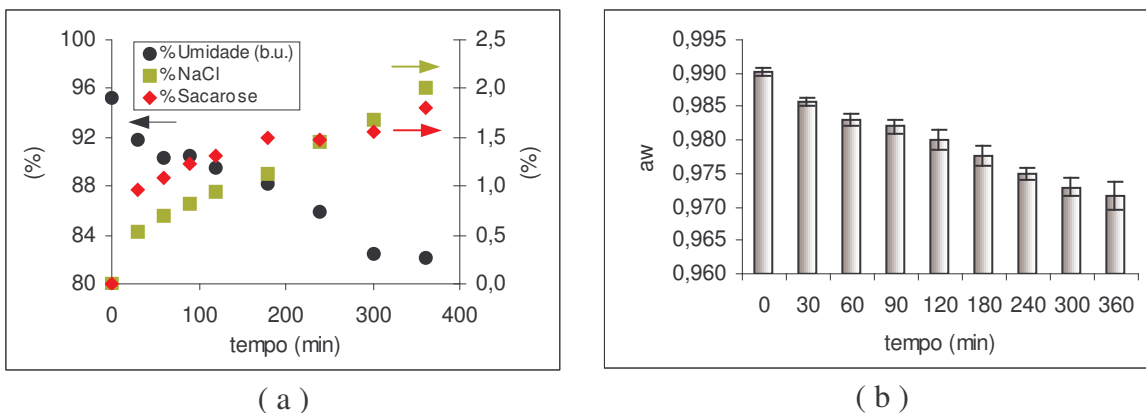 100
96
92
88
84
80
(%)
%Umidade (b.u.)
%NaCl
%Sacarose
2,5
2,0
1,5
1,0
0,5
0,0
(%)
0 100 200 300 400
tempo (min)
( a )
0,995
0,990
0,985
0,980
0,975
0,970
0,965
0,960
aw
0 30 60 90 120 180 240 300 360
tempo (min)
( b )